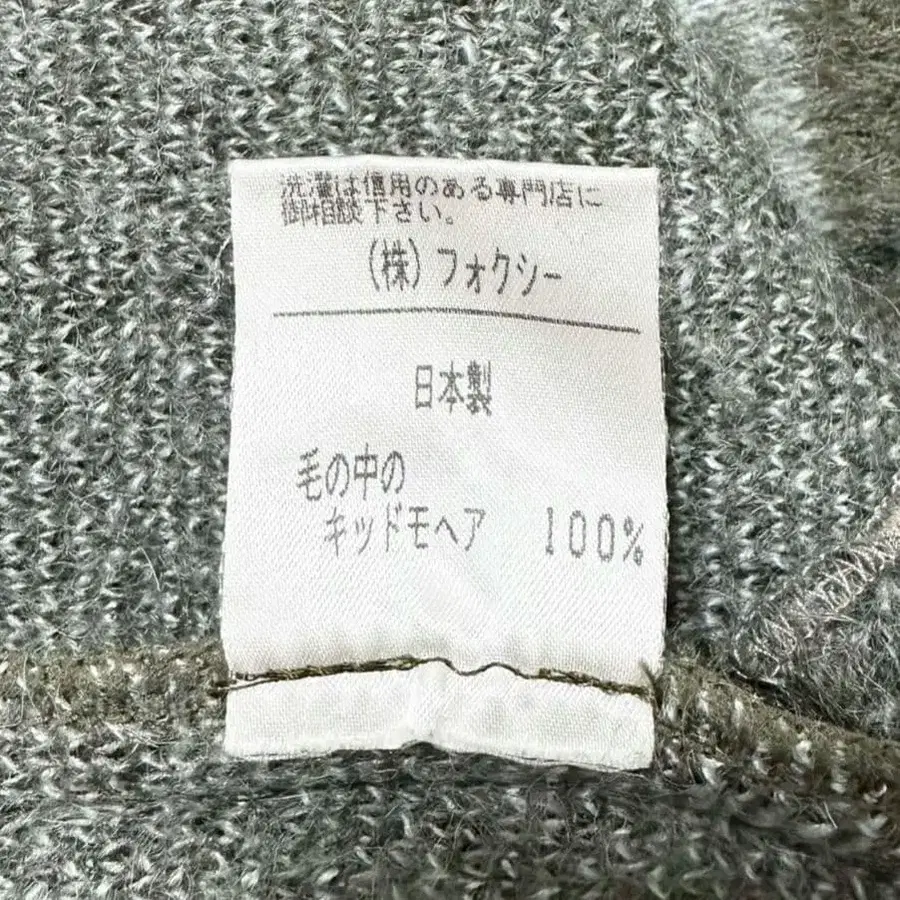 洗濯は信用のある専門店に
御相談下さい。
(株)フォクシー
日本製
毛の中の
キッドモヘア 100%